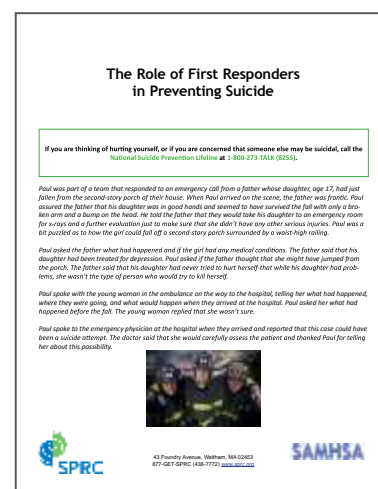 The Role of First Responders
in Preventing Suicide
If you are thinking of hurting yourself, or if you are concerned that someone else may be suicidal, call the
National Suicide Prevention Lifeline at 1-800-273-TALK (8255).
Paul was part of a team that responded to an emergency call from a father whose daughter, age 17, had just
fallen from the second-story porch of their house. When Paul arrived on the scene, the father was frantic. Paul
assured the father that his daughter was in good hands and seemed to have survived the fall with only a bro-
ken arm and a bump on the head. He told the father that they would take his daughter to an emergency room
for x-rays and a further evaluation just to make sure that she didn't have any other serious injuries. Paul was a
bit puzzled as to how the girl could fall off a second-story porch surrounded by a waist-high railing.
Paul asked the father what had happened and if the girl had any medical conditions. The father said that his
daughter had been treated for depression. Paul asked if the father thought that she might have jumped from
the porch. The father said that his daughter had never tried to hurt herself-that while his daughter had prob-
lems, she wasn't the type of person who would try to kill herself.
Paul spoke with the young woman in the ambulance on the way to the hospital, telling her what had happened,
where they were going, and what would happen when they arrived at the hospital. Paul asked her what had
happened before the fall. The young woman replied that she wasn't sure.
Paul spoke to the emergency physician at the hospital when they arrived and reported that this case could have
been a suicide attempt. The doctor said that she would carefully assess the patient and thanked Paul for telling
her about this possibility.
SPRC
43 Foundry Avenue, Waltham, MA 02453
877-GET-SPRC (438-7772) www.sprc.org
SAMHSA